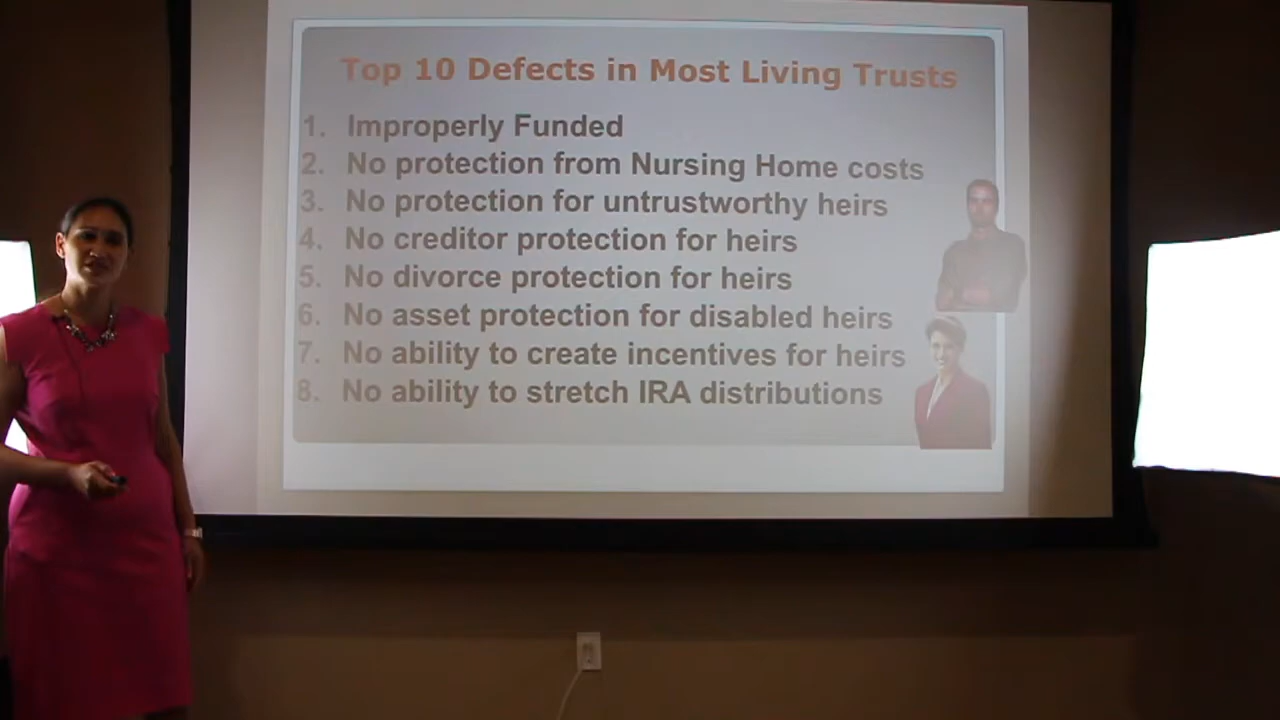 Top 10 Defects in Most Living Trusts
1. Improperly Funded
2. No protection from Nursing Home costs
3. No protection for untrustworthy heirs
4. No creditor protection for heirs
5. No divorce protection for heirs
6. No asset protection for disabled heirs
7. No ability to create incentives for heirs
8. No ability to stretch IRA distributions